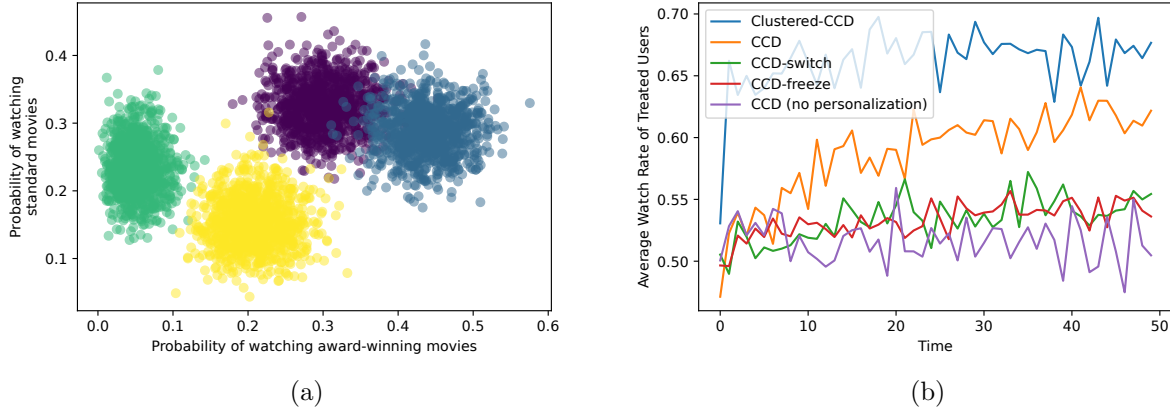 Probability of watching
standard movies
0.4
0.3
0.2
0.1
0.0 0.1 0.2 0.3 0.4 0.5 0.6
Probability of watching award-winning movies
(a)
Average Watch Rate of Treated Users
0.70
0.65
0.60
0.55
0.50
Clustered-CCD
CCD
CCD-switch
CCD-freeze
CCD (no personalization)
0 10 20 30 40 50
Time
(b)